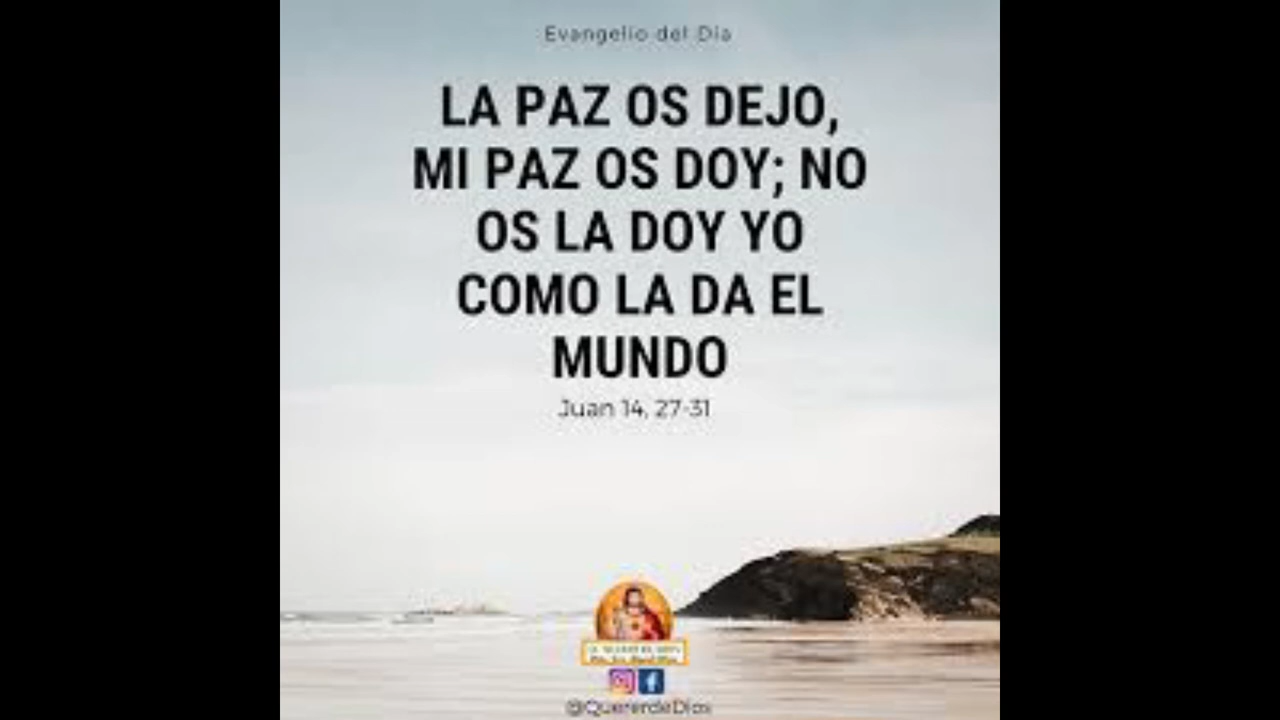 Evangelio del Día
LA PAZ OS DEJO,
MI PAZ OS DOY; NO
OS LA DOY YO
COMO LA DA EL
MUNDO
Juan 14, 27-31
@QuererdeDios